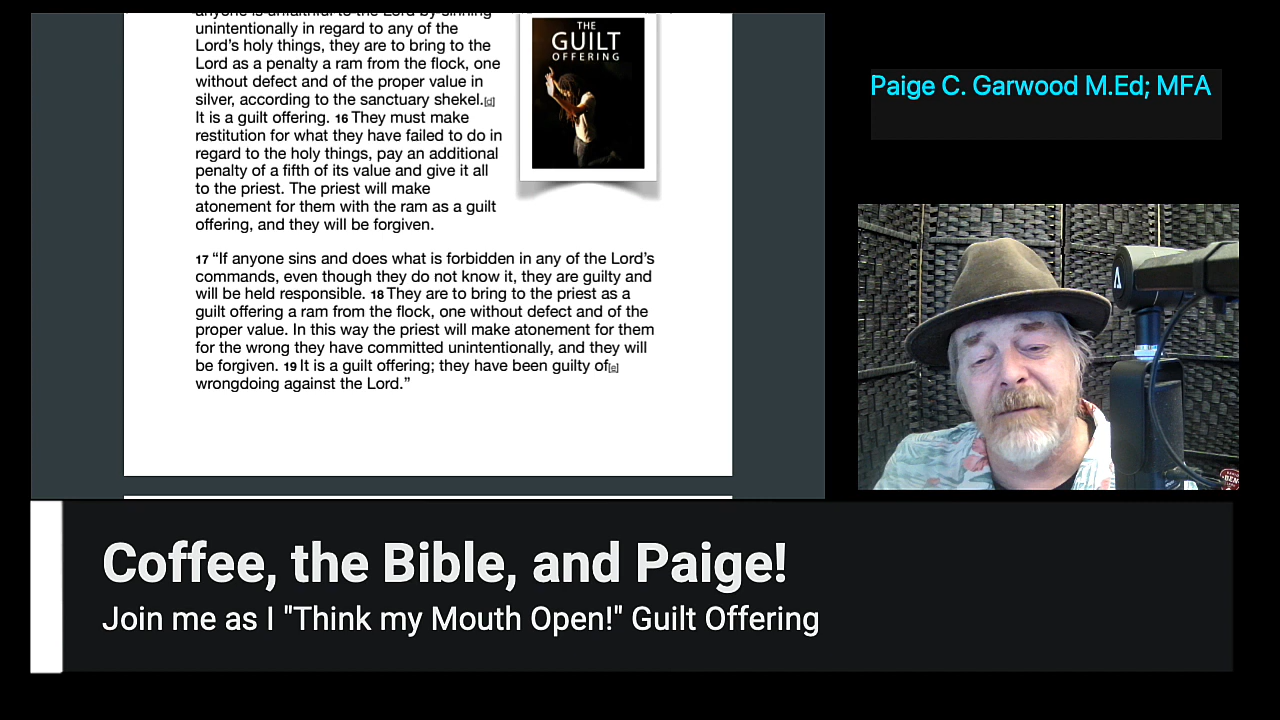 anyone is unfaithful to the Lord by sinning
unintentionally in regard to any of the
Lord’s holy things, they are to bring to the
Lord as a penalty a ram from the flock, one
without defect and of the proper value in
silver, according to the sanctuary shekel.[d]
It is a guilt offering. 16 They must make
restitution for what they have failed to do in
regard to the holy things, pay an additional
penalty of a fifth of its value and give it all
to the priest. The priest will make
atonement for them with the ram as a guilt
offering, and they will be forgiven.
THE
GUILT
OFFERING
17 “If anyone sins and does what is forbidden in any of the Lord’s
commands, even though they do not know it, they are guilty and
will be held responsible. 18 They are to bring to the priest as a
guilt offering a ram from the flock, one without defect and of the
proper value. In this way the priest will make atonement for them
for the wrong they have committed unintentionally, and they will
be forgiven. 19 It is a guilt offering; they have been guilty of[e]
wrongdoing against the Lord.”
Paige C. Garwood M.Ed; MFA
Coffee, the Bible, and Paige!
Join me as I "Think my Mouth Open!" Guilt Offering